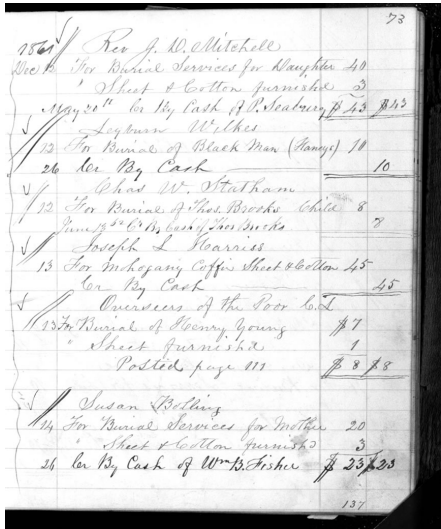 73
1861 Rev J. D. Mitchell
Dec 12 For Burial Services for Daughter 40
" Sheet & Cotton furnishd 3
May 20th Cr By Cash of P. Seabury $43 $43
Leyburn Wilkes
12 For Burial of Black Man (Haneys) 10
26 Cr By Cash 10
Chas W. Statham
12 For Burial of Thos. Brooks Child 8
June 13th Cr By Cash of Thos Brooks 8
Joseph L Harriss
13 For Mohogany Coffin Sheet & Cotton 45
Cr By Cash 45
Overseers of the Poor C. L
13 For Burial of Henry Young $7
" Sheet furnishd 1
Posted page 111 $8 $8
Susan Bolling
14 For Burial Services for Mother 20
" Sheet & Cotton furnishd 3
26 Cr By Cash of Wm B. Fisher $23 $23
137